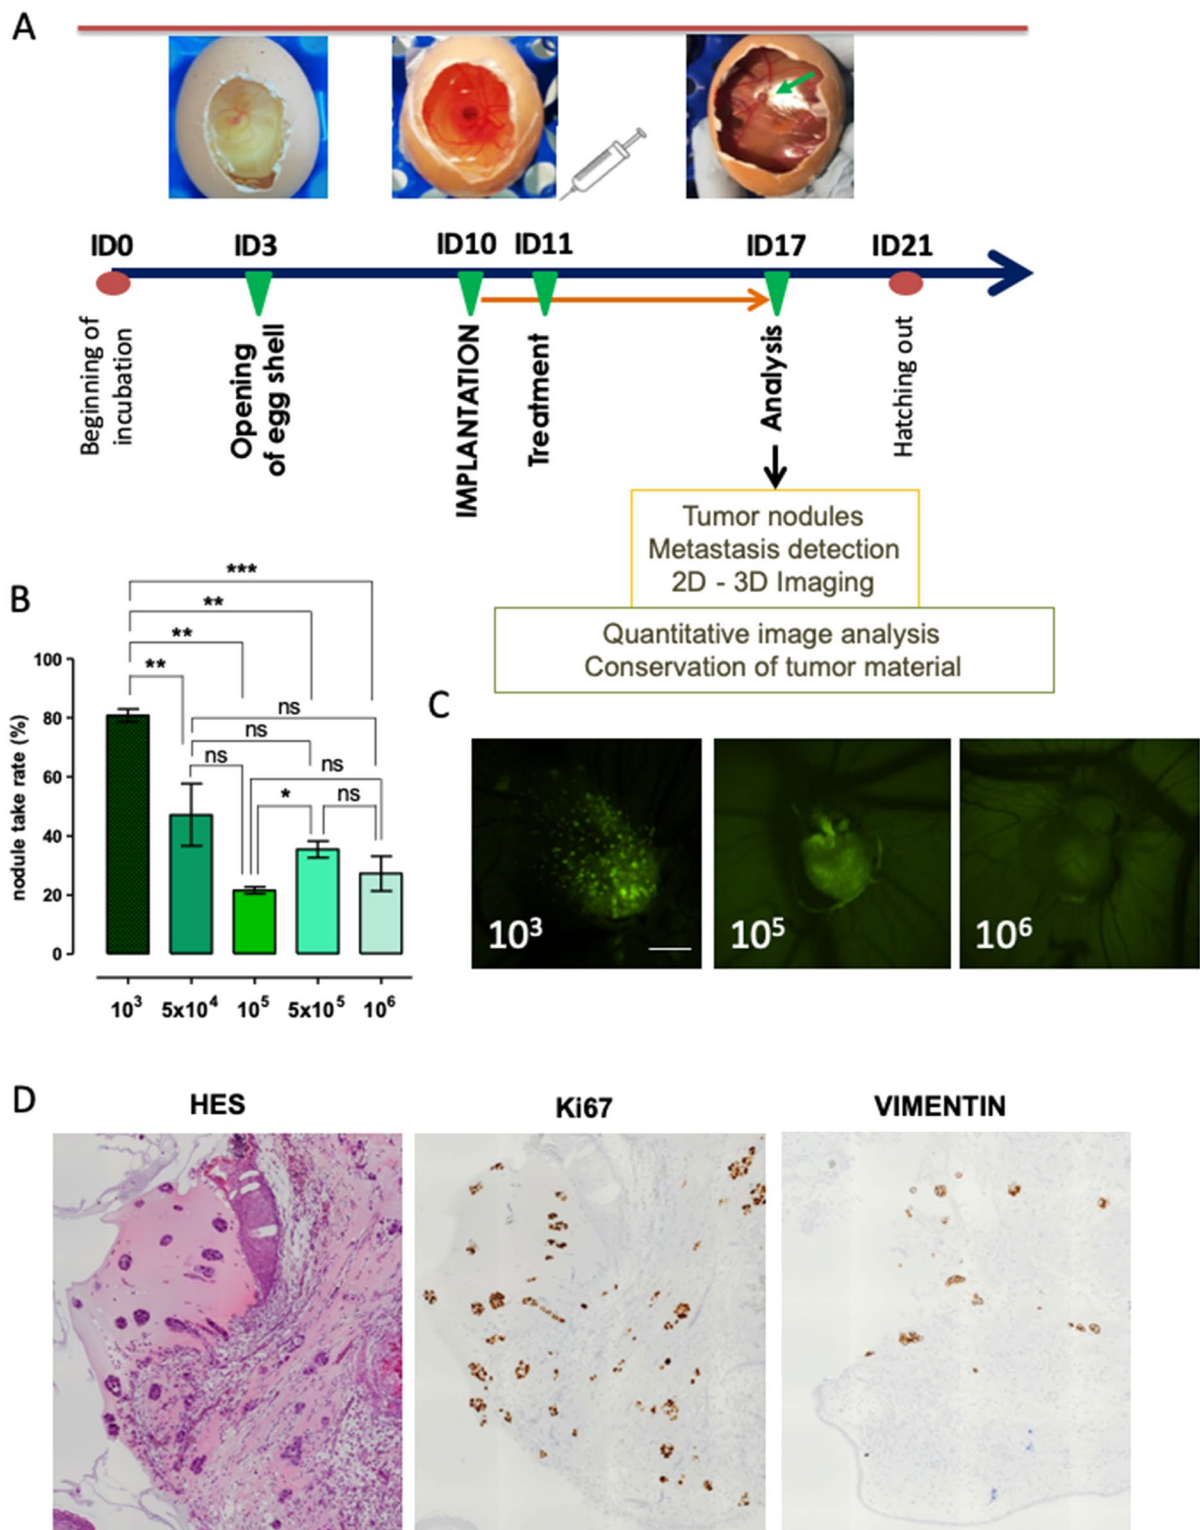 A
ID0
ID3
ID10
ID11
ID17
ID21
Beginning of
incubation
Opening
of egg shell
IMPLANTATION
Treatment
Analysis
Hatching out
Tumor nodules
Metastasis detection
2D - 3D Imaging
Quantitative image analysis
Conservation of tumor material
B
***
**
**
**
ns
ns
ns
ns
*
ns
nodule take rate (%)
100
80
60
40
20
0
10³
5x10⁴
10⁵
5x10⁵
10⁶
C
10³
10⁵
10⁶
D
HES
Ki67
VIMENTIN